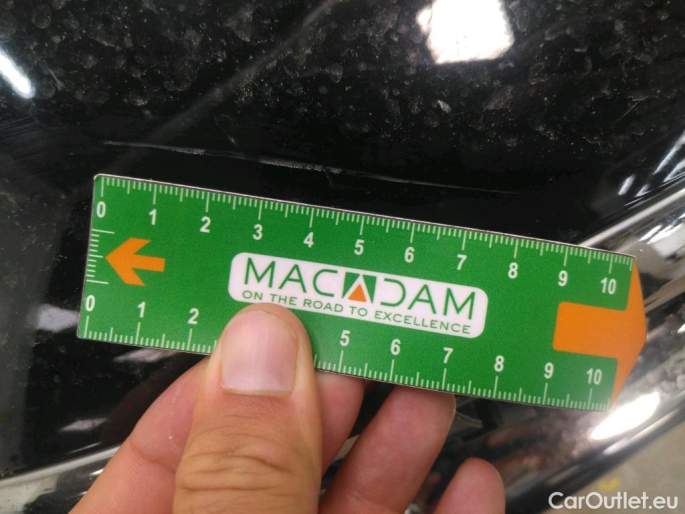 0 1 2 3 4 5 6 7 8 9 10
MACADAM
ON THE ROAD TO EXCELLENCE
0 1 2 5 6 7 8 9 10
CarOutlet.eu